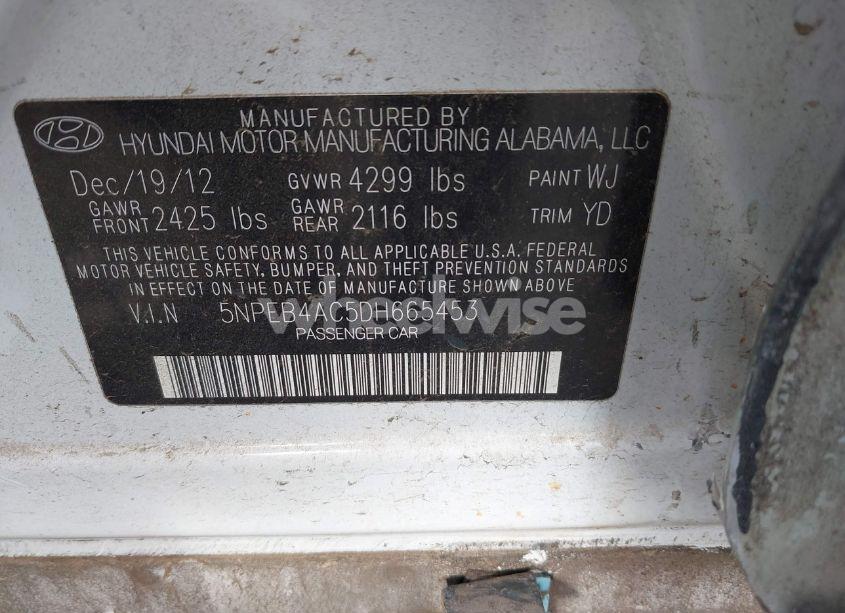 MANUFACTURED BY
HYUNDAI MOTOR MANUFACTURING ALABAMA, LLC
Dec/19/12 GVWR 4299 lbs PAINT WJ
GAWR FRONT 2425 lbs GAWR REAR 2116 lbs TRIM YD
THIS VEHICLE CONFORMS TO ALL APPLICABLE U.S.A. FEDERAL
MOTOR VEHICLE SAFETY, BUMPER, AND THEFT PREVENTION STANDARDS
IN EFFECT ON THE DATE OF MANUFACTURE SHOWN ABOVE
V.I.N 5NPEB4AC5DH665453
wheelwise
PASSENGER CAR